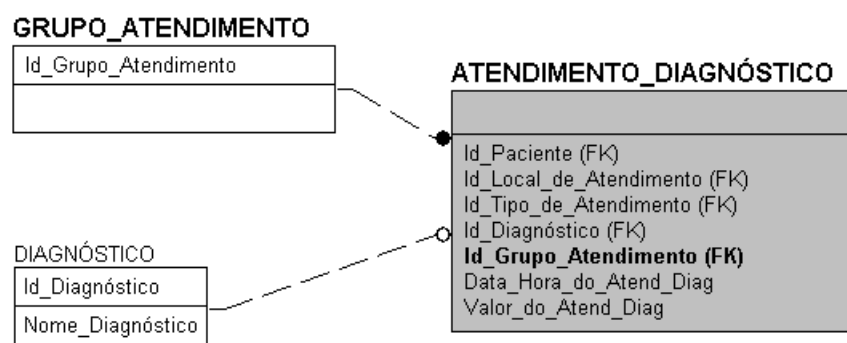 GRUPO_ATENDIMENTO
Id_Grupo_Atendimento
ATENDIMENTO_DIAGNÓSTICO
Id_Paciente (FK)
Id_Local_de_Atendimento (FK)
Id_Tipo_de_Atendimento (FK)
Id_Diagnóstico (FK)
Id_Grupo_Atendimento (FK)
Data_Hora_do_Atend_Diag
Valor_do_Atend_Diag
DIAGNÓSTICO
Id_Diagnóstico
Nome_Diagnóstico